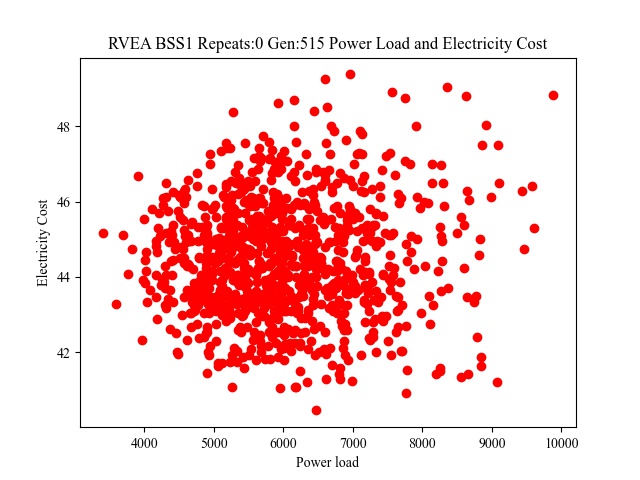 RVEA BSS1 Repeats:0 Gen:515 Power Load and Electricity Cost
48
46
44
42
Electricity Cost
4000 5000 6000 7000 8000 9000 10000
Power load